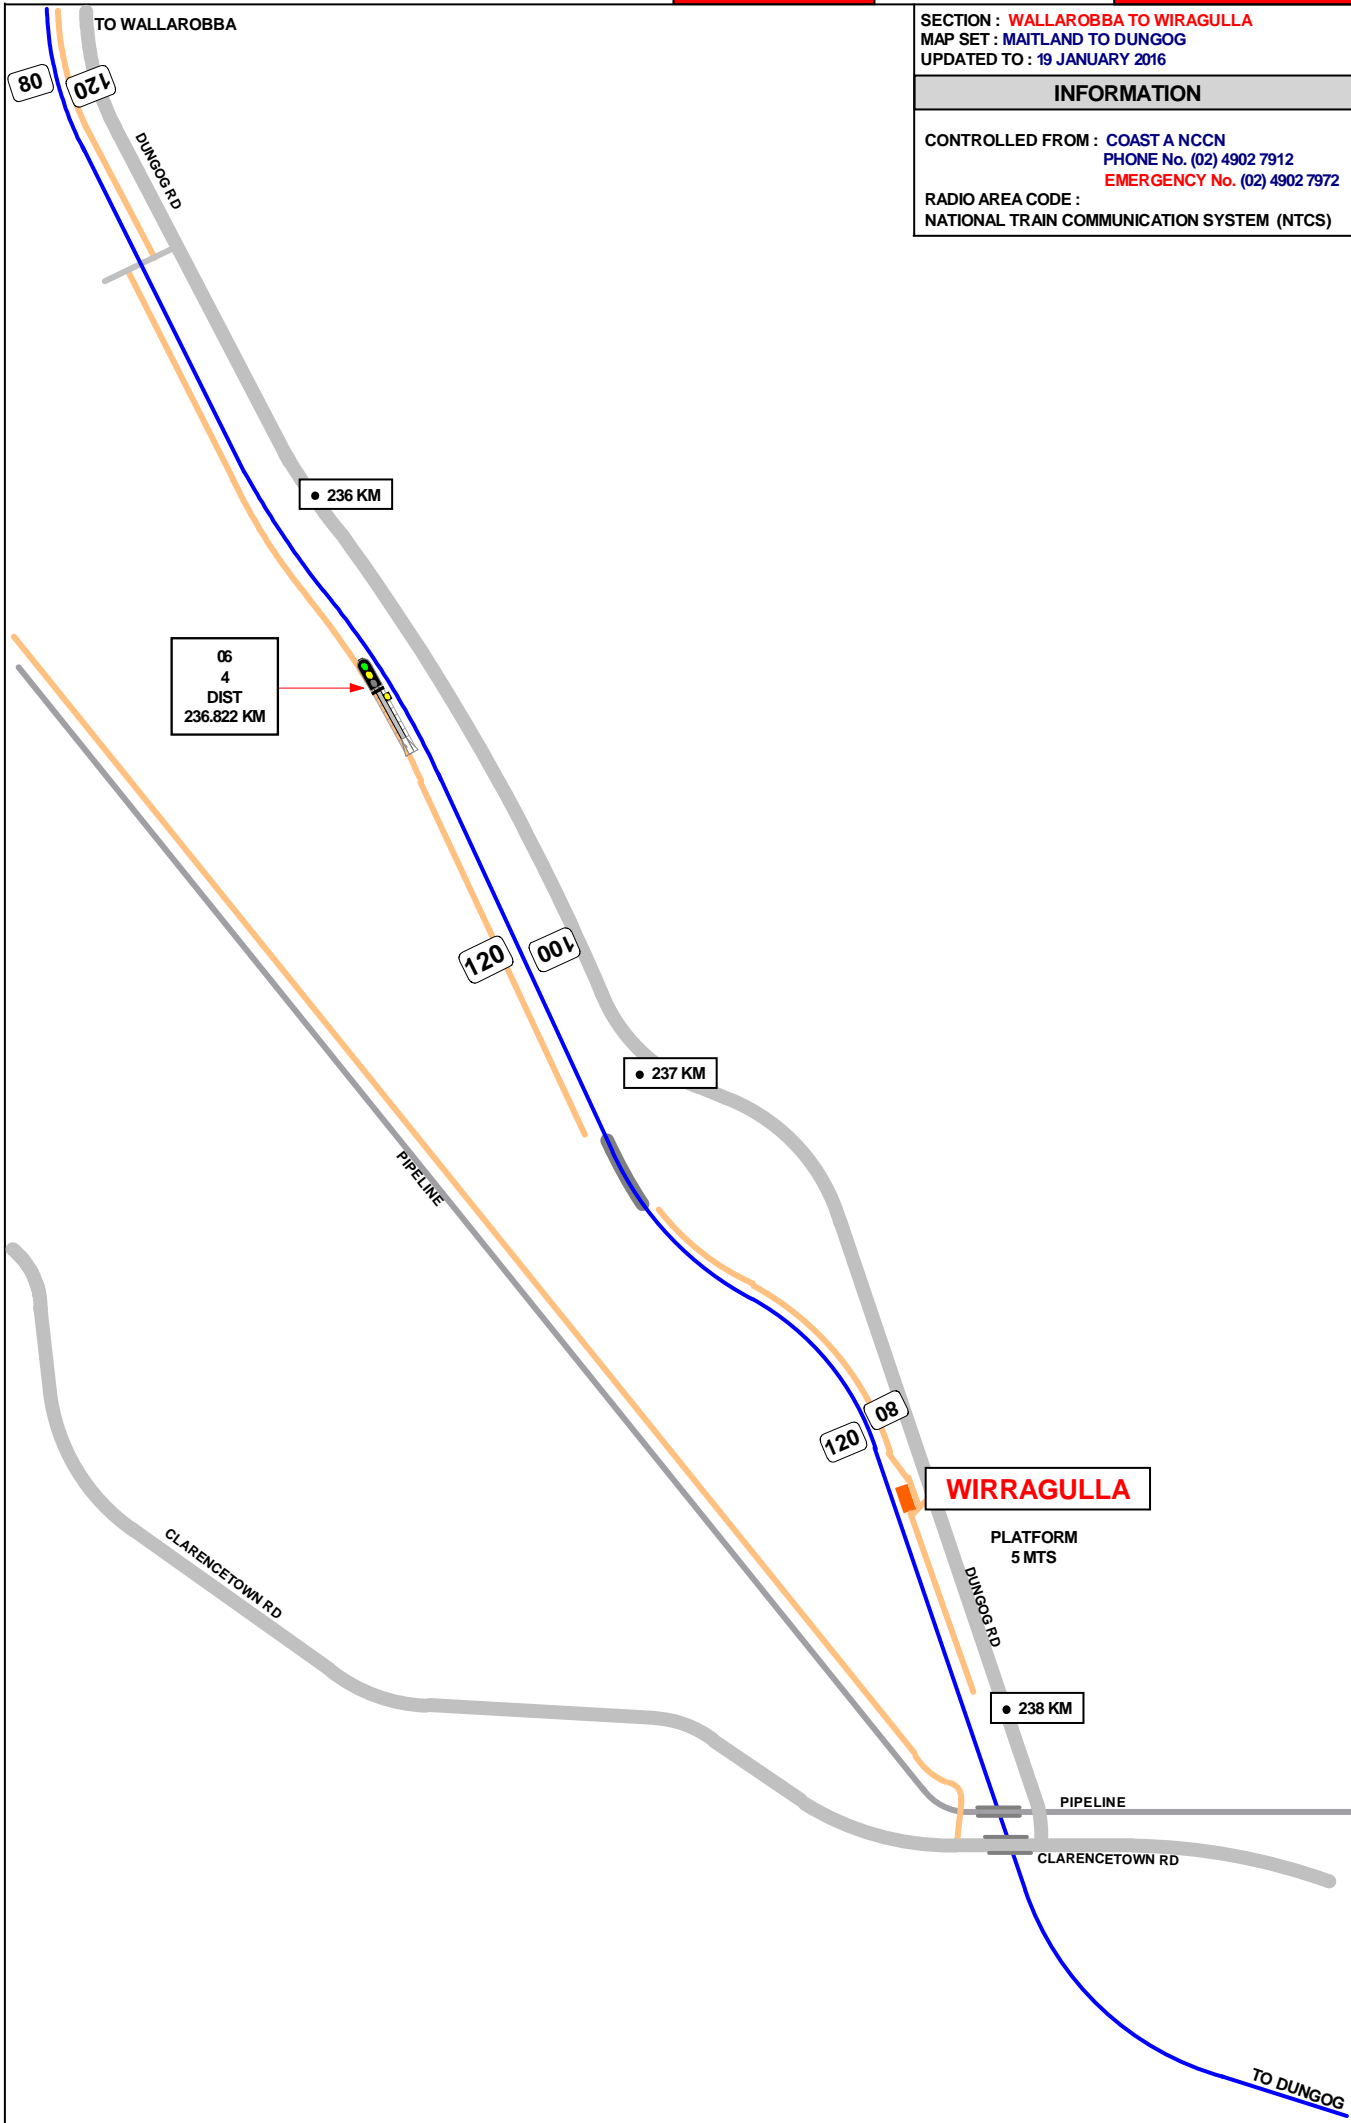 TO WALLAROBBA
SECTION : WALLAROBBA TO WIRAGULLA
MAP SET : MAITLAND TO DUNGOG
UPDATED TO : 19 JANUARY 2016
INFORMATION
CONTROLLED FROM : COAST A NCCN
PHONE No. (02) 4902 7912
EMERGENCY No. (02) 4902 7972
RADIO AREA CODE :
NATIONAL TRAIN COMMUNICATION SYSTEM (NTCS)
80
120
DUNGOG RD
236 KM
06
4
DIST
236.822 KM
120
100
237 KM
PIPELINE
80
120
WIRRAGULLA
PLATFORM
5 MTS
CLARENCETOWN RD
DUNGOG RD
238 KM
PIPELINE
CLARENCETOWN RD
TO DUNGOG